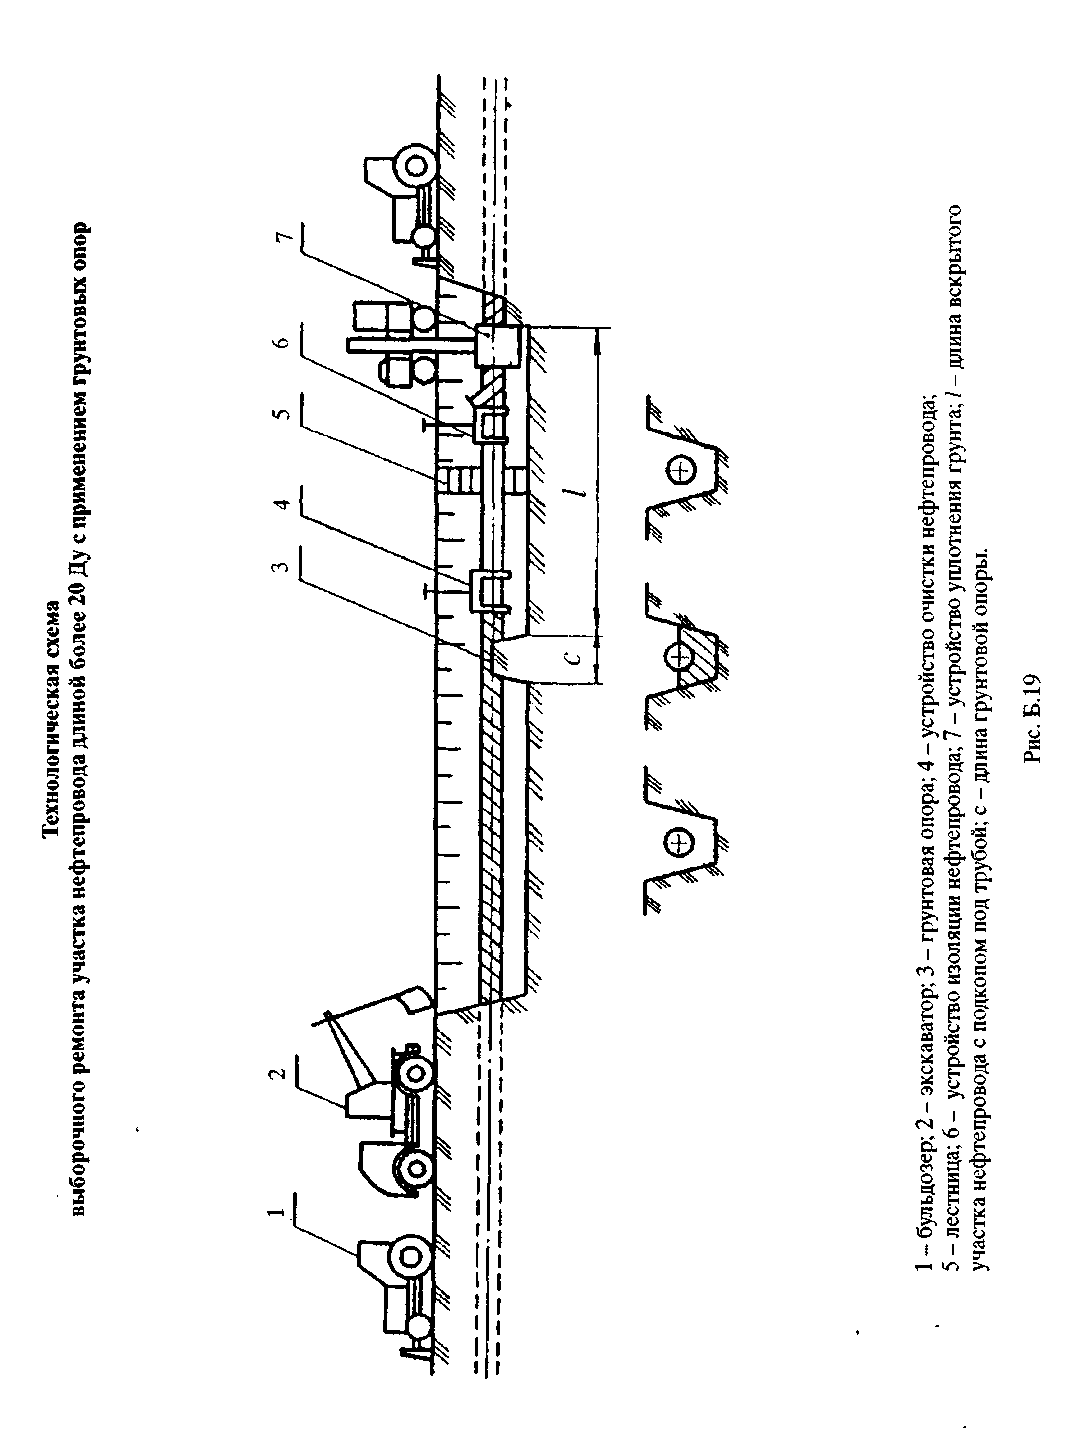 Технологическая схема
выборочного ремонта участка нефтепровода длиной более 20 Ду с применением грунтовых опор
1
2
3
4
5
6
7
c
l
1 – бульдозер; 2 – экскаватор; 3 – грунтовая опора; 4 – устройство очистки нефтепровода;
5 – лестница; 6 – устройство изоляции нефтепровода; 7 – устройство уплотнения грунта; l – длина вскрытого
участка нефтепровода с подкопом под трубой; с – длина грунтовой опоры.
Рис. Б.19